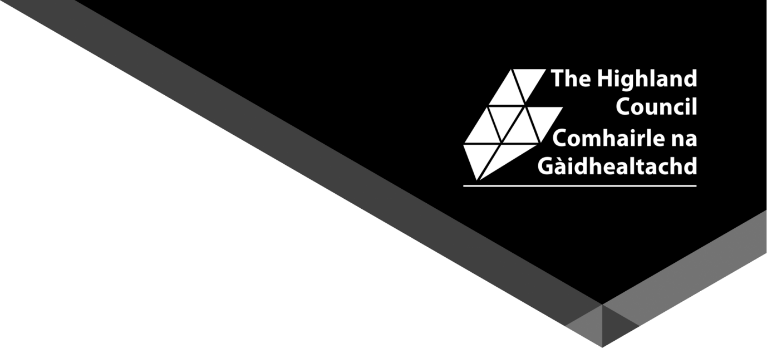 The Highland
Council
Comhairle na
Gàidhealtachd